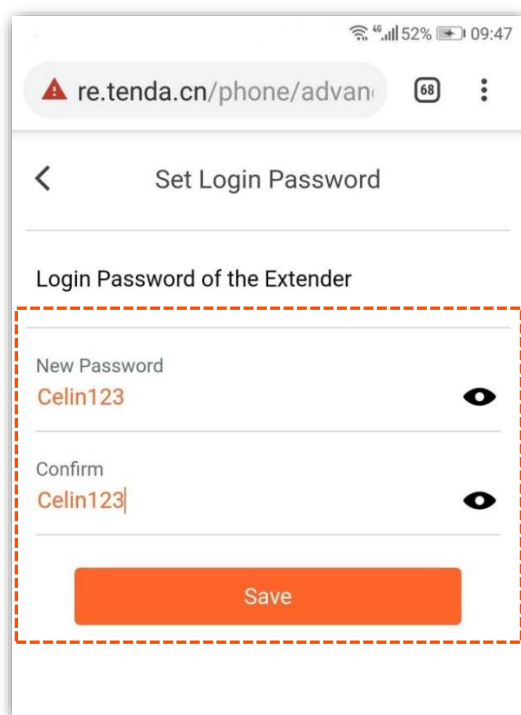 4G 52% 09:47
re.tenda.cn/phone/advan
68
Set Login Password
Login Password of the Extender
New Password
Celin123
Confirm
Celin123
Save